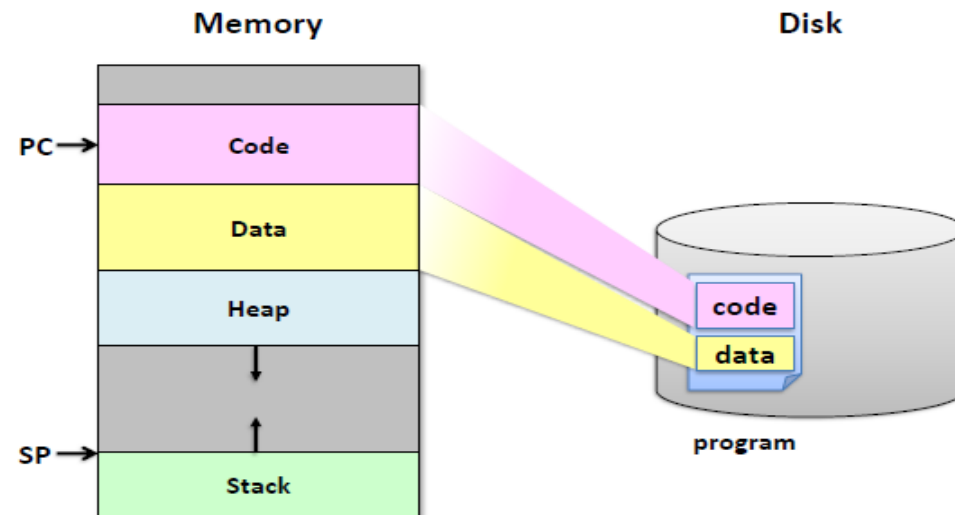 Memory
Disk
PC
Code
Data
Heap
SP
Stack
code
data
program